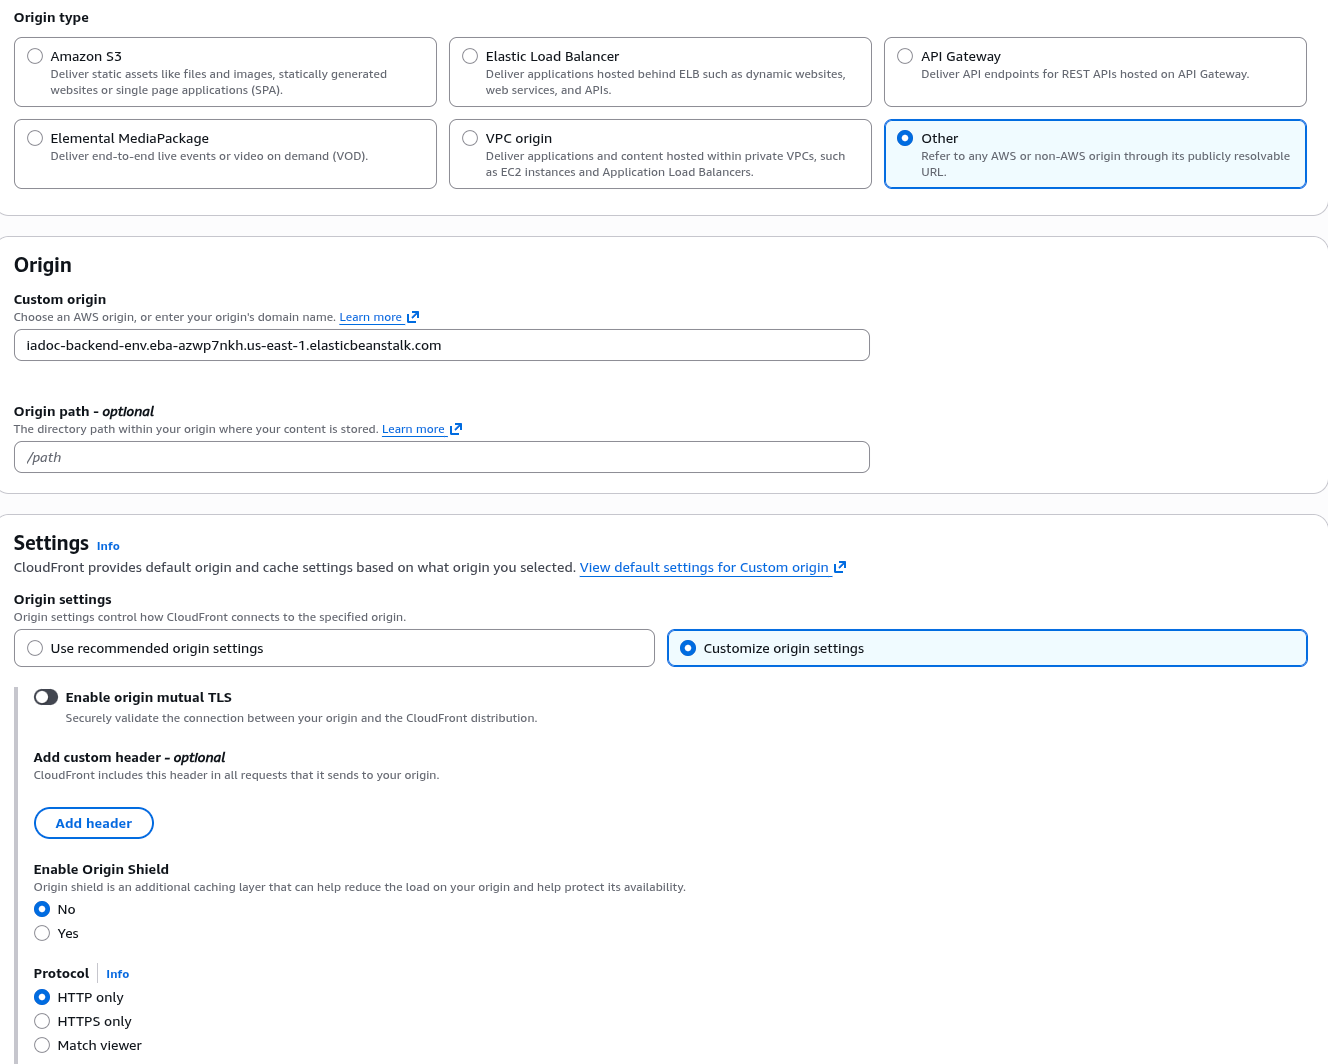 Origin type
Amazon S3
Deliver static assets like files and images, statically generated
websites or single page applications (SPA).
Elastic Load Balancer
Deliver applications hosted behind ELB such as dynamic websites,
web services, and APIs.
API Gateway
Deliver API endpoints for REST APIs hosted on API Gateway.
Elemental MediaPackage
Deliver end-to-end live events or video on demand (VOD).
VPC origin
Deliver applications and content hosted within private VPCs, such
as EC2 instances and Application Load Balancers.
Other
Refer to any AWS or non-AWS origin through its publicly resolvable
URL.
Origin
Custom origin
Choose an AWS origin, or enter your origin's domain name. Learn more
iadoc-backend-env.eba-azwp7nkh.us-east-1.elasticbeanstalk.com
Origin path - optional
The directory path within your origin where your content is stored. Learn more
/path
Settings Info
CloudFront provides default origin and cache settings based on what origin you selected. View default settings for Custom origin
Origin settings
Origin settings control how CloudFront connects to the specified origin.
Use recommended origin settings
Customize origin settings
Enable origin mutual TLS
Securely validate the connection between your origin and the CloudFront distribution.
Add custom header - optional
CloudFront includes this header in all requests that it sends to your origin.
Add header
Enable Origin Shield
Origin shield is an additional caching layer that can help reduce the load on your origin and help protect its availability.
No
Yes
Protocol Info
HTTP only
HTTPS only
Match viewer